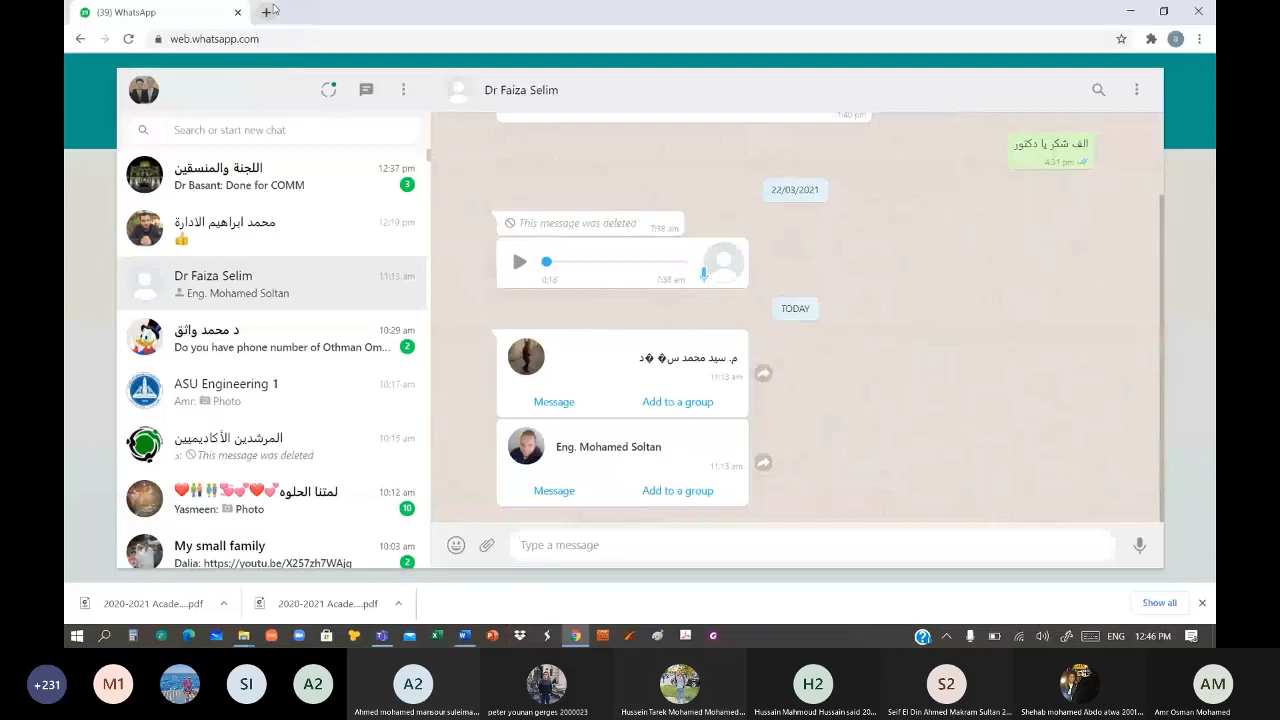 (39) WhatsApp
web.whatsapp.com
Dr Faiza Selim
Search or start new chat
اللجنة والمنسقين 12:37 pm
Dr Basant: Done for COMM 3
محمد ابراهيم الادارة 12:19 pm
👍
Dr Faiza Selim 11:13 am
Eng. Mohamed Soltan
د محمد واثق 10:29 am
Do you have phone number of Othman Om... 2
ASU Engineering 1 10:17 am
Amr: Photo
المرشدين الأكاديميين 10:15 am
د: This message was deleted
لمتنا الحلوه 10:12 am
Yasmeen: Photo 10
My small family 10:03 am
Dalia: https://youtu.be/X257zh7WAjg 2
1:40 pm
الف شكر يا دكتور
4:31 pm
22/03/2021
This message was deleted 7:38 am
0:16 7:38 am
TODAY
م. سيد محمد س� �د
11:13 am
Message Add to a group
Eng. Mohamed Soltan
11:13 am
Message Add to a group
Type a message
2020-2021 Acade....pdf 2020-2021 Acade....pdf Show all
ENG 12:46 PM
+231 M1 SI A2 A2 H2 S2 AM
Ahmed mohamed mansour suleima... peter younan gerges 2000023 Hussein Tarek Mohamed Mohamed... Hussain Mahmoud Hussain said 20... Seif El Din Ahmed Makram Sultan 2... Shehab mohamed Abdo atwa 2001... Amr Osman Mohamed